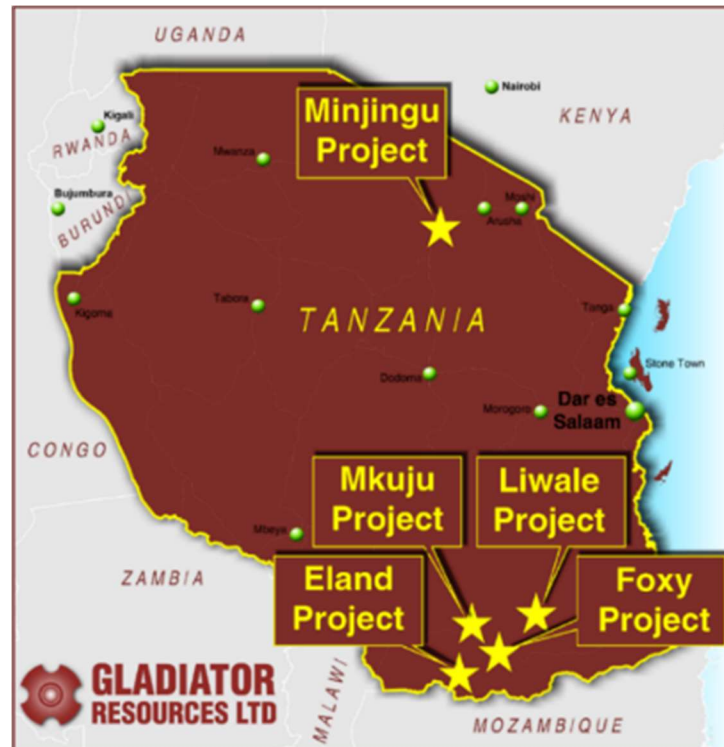 UGANDA
Nairobi
Minjingu
Project
KENYA
Kigali
RWANDA
Mwanza
Bujumbura
BURUNDI
Moshi
Arusha
Kigoma
Tabora
TANZANIA
Tanga
Stone Town
Dodoma
Morogoro
Dar es
Salaam
CONGO
Mkuju
Project
Liwale
Project
Mbeya
ZAMBIA
Eland
Project
Foxy
Project
GLADIATOR
RESOURCES LTD
MALAWI
MOZAMBIQUE